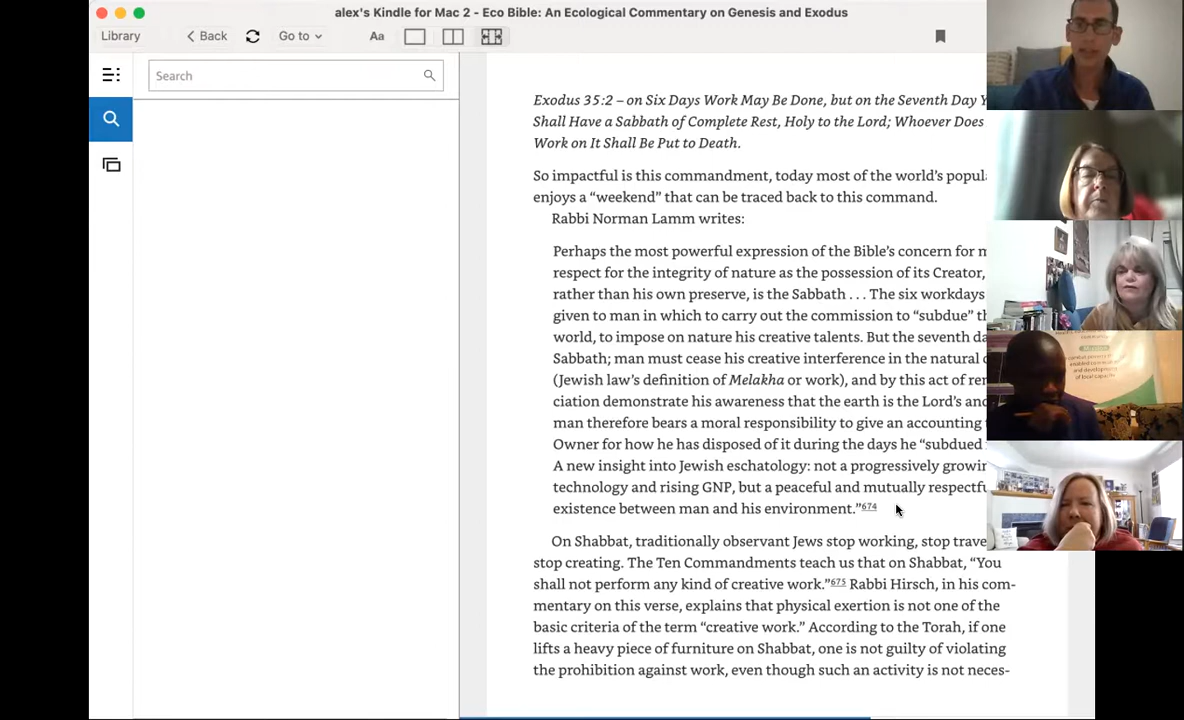 alex's Kindle for Mac 2 - Eco Bible: An Ecological Commentary on Genesis and Exodus
Library
Back
Go to
Aa
Search
Exodus 35:2 – on Six Days Work May Be Done, but on the Seventh Day Y
Shall Have a Sabbath of Complete Rest, Holy to the Lord; Whoever Does
Work on It Shall Be Put to Death.
So impactful is this commandment, today most of the world's popul
enjoys a “weekend” that can be traced back to this command.
Rabbi Norman Lamm writes:
Perhaps the most powerful expression of the Bible's concern for m
respect for the integrity of nature as the possession of its Creator,
rather than his own preserve, is the Sabbath . . . The six workdays
given to man in which to carry out the commission to “subdue” th
world, to impose on nature his creative talents. But the seventh da
Sabbath; man must cease his creative interference in the natural o
(Jewish law's definition of Melakha or work), and by this act of ren
ciation demonstrate his awareness that the earth is the Lord's and
man therefore bears a moral responsibility to give an accounting t
Owner for how he has disposed of it during the days he “subdued
A new insight into Jewish eschatology: not a progressively growin
technology and rising GNP, but a peaceful and mutually respectfu
existence between man and his environment.”674
On Shabbat, traditionally observant Jews stop working, stop trave
stop creating. The Ten Commandments teach us that on Shabbat, “You
shall not perform any kind of creative work.”675 Rabbi Hirsch, in his com-
mentary on this verse, explains that physical exertion is not one of the
basic criteria of the term “creative work.” According to the Torah, if one
lifts a heavy piece of furniture on Shabbat, one is not guilty of violating
the prohibition against work, even though such an activity is not neces-